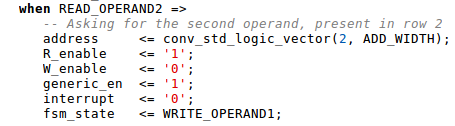 when READ_OPERAND2 =>
-- Asking for the second operand, present in row 2
address <= conv_std_logic_vector(2, ADD_WIDTH);
R_enable <= '1';
W_enable <= '0';
generic_en <= '1';
interrupt <= '0';
fsm_state <= WRITE_OPERAND1;